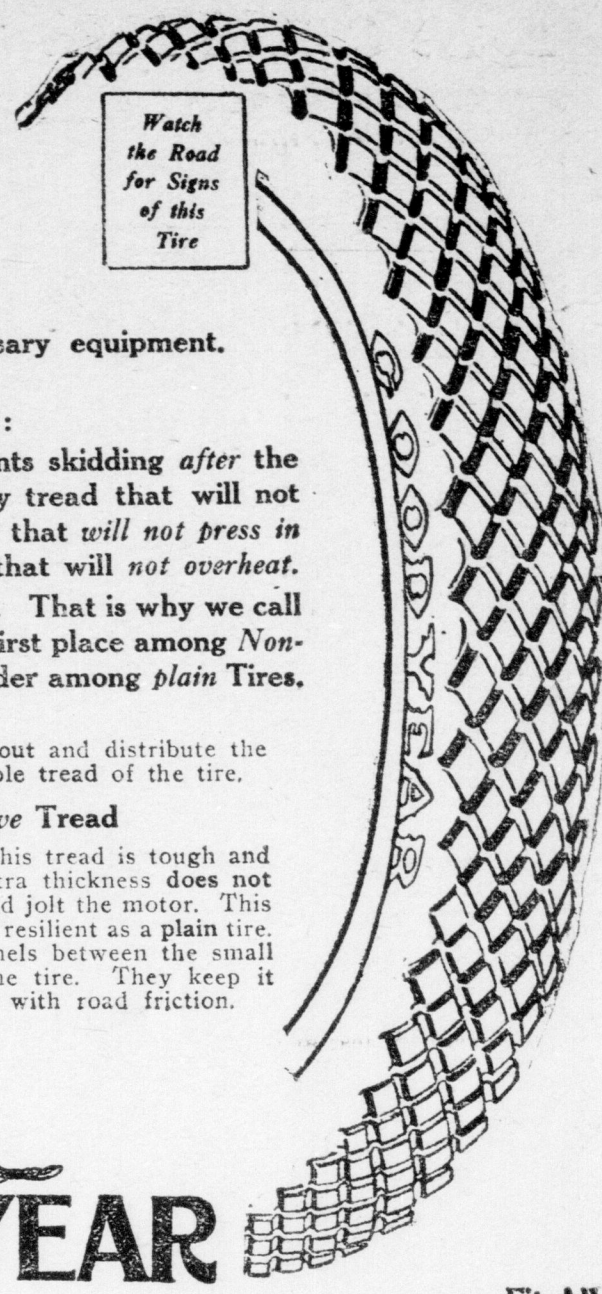 Watch
the Road
for Signs
of this
Tire
sary equipment.
:
nts skidding after the
y tread that will not
that will not press in
that will not overheat.
. That is why we call
irst place among Non-
der among plain Tires.
out and distribute the
ole tread of the tire.
ve Tread
his tread is tough and
tra thickness does not
d jolt the motor. This
resilient as a plain tire.
nels between the small
he tire. They keep it
with road friction.
GOODYEAR
YEAR